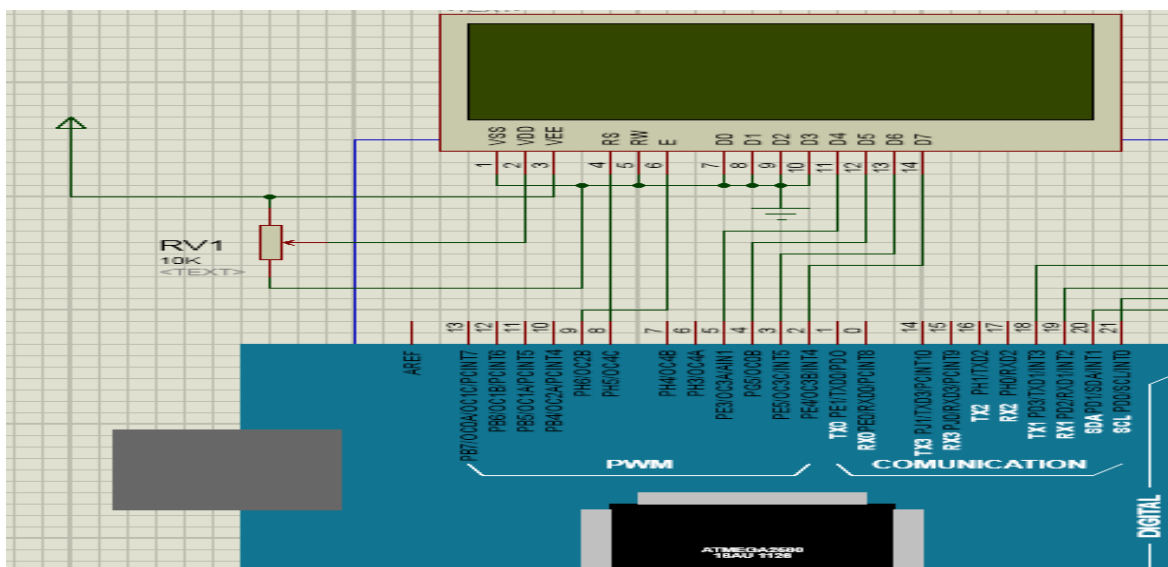 VSS VDD VEE RS RW E D0 D1 D2 D3 D4 D5 D6 D7
1 2 3 4 5 6 7 8 9 10 11 12 13 14
RV1
10K
<TEXT>
13 12 11 10 9 8 7 6 5 4 3 2 1 0 14 15 16 17 18 19 20 21
AREF
PB7/OC0A/OC1C/PCINT7
PB6/OC1B/PCINT6
PB5/OC1A/PCINT5
PB4/OC2A/PCINT4
PH6/OC2B
PH5/OC4C
PH4/OC4B
PH3/OC4A
PE3/OC3A/AIN1
PG5/OC0B
PE5/OC3C/INT5
PE4/OC3B/INT4
TX0 PE1/TXD0/PDO
RX0 PE0/RXD0/PCINT8
TX3 PJ1/TXD3/PCINT10
RX3 PJ0/RXD3/PCINT9
TX2 PH1/TXD2
RX2 PH0/RXD2
TX1 PD3/TXD1/INT3
RX1 PD2/RXD1/INT2
SDA PD1/SDA/INT1
SCL PD0/SCL/INT0
PWM
COMUNICATION
DIGITAL
ATMEGA2560
16AU 1126